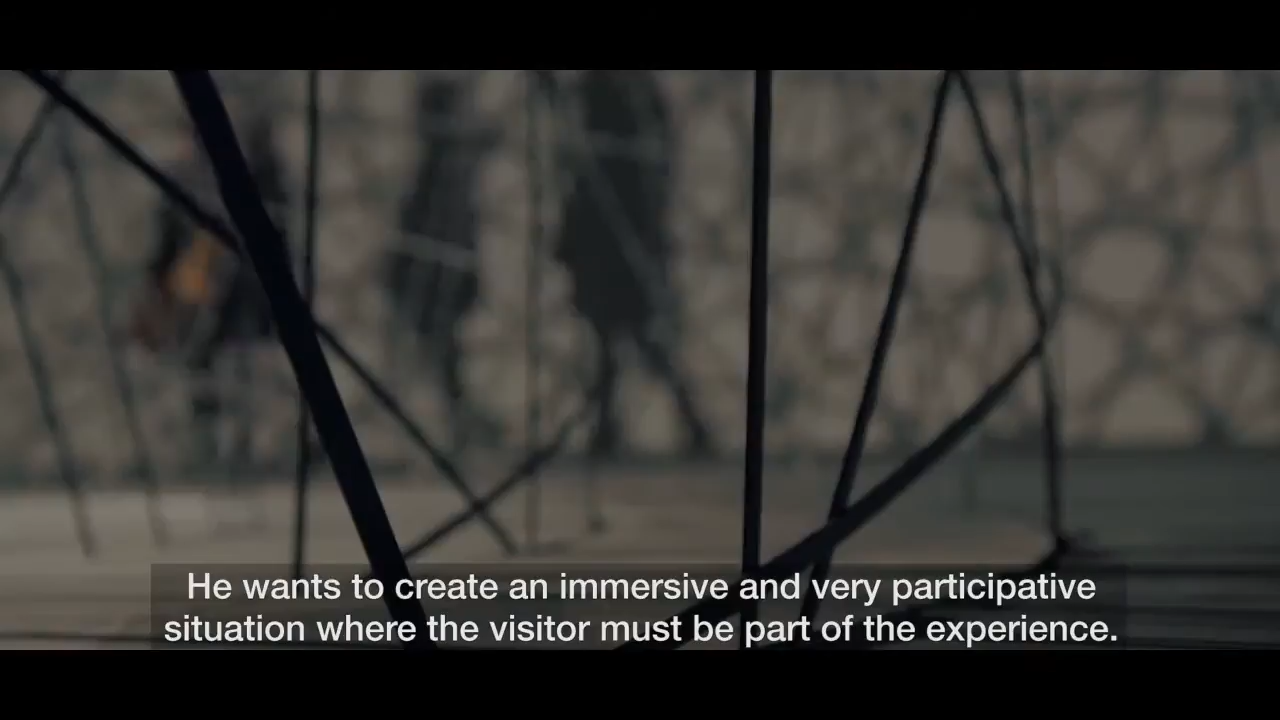 He wants to create an immersive and very participative
situation where the visitor must be part of the experience.